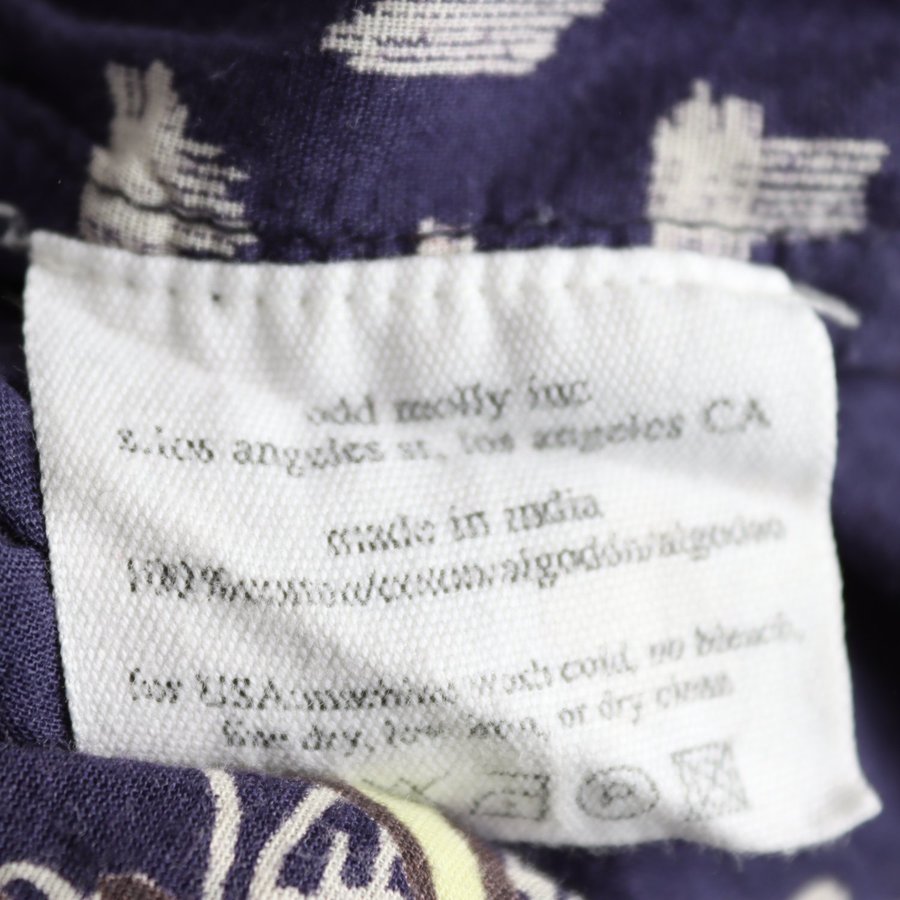 odd molly inc
s.los angeles st, los angeles CA
made in india
100%cotton/coton/algodón/algodao
for USA:machine wash cold, no bleach,
line dry, low iron, or dry clean